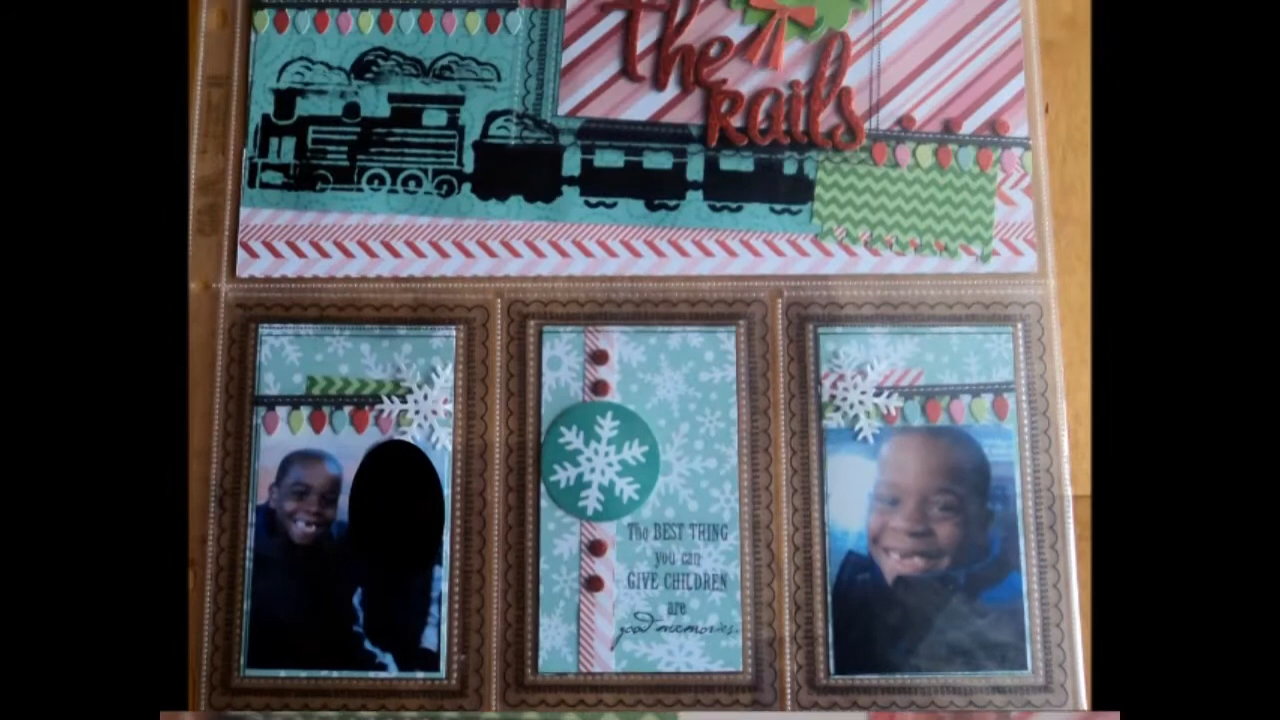 The
Rails
The BEST THING
you can
GIVE CHILDREN
are
good memories.